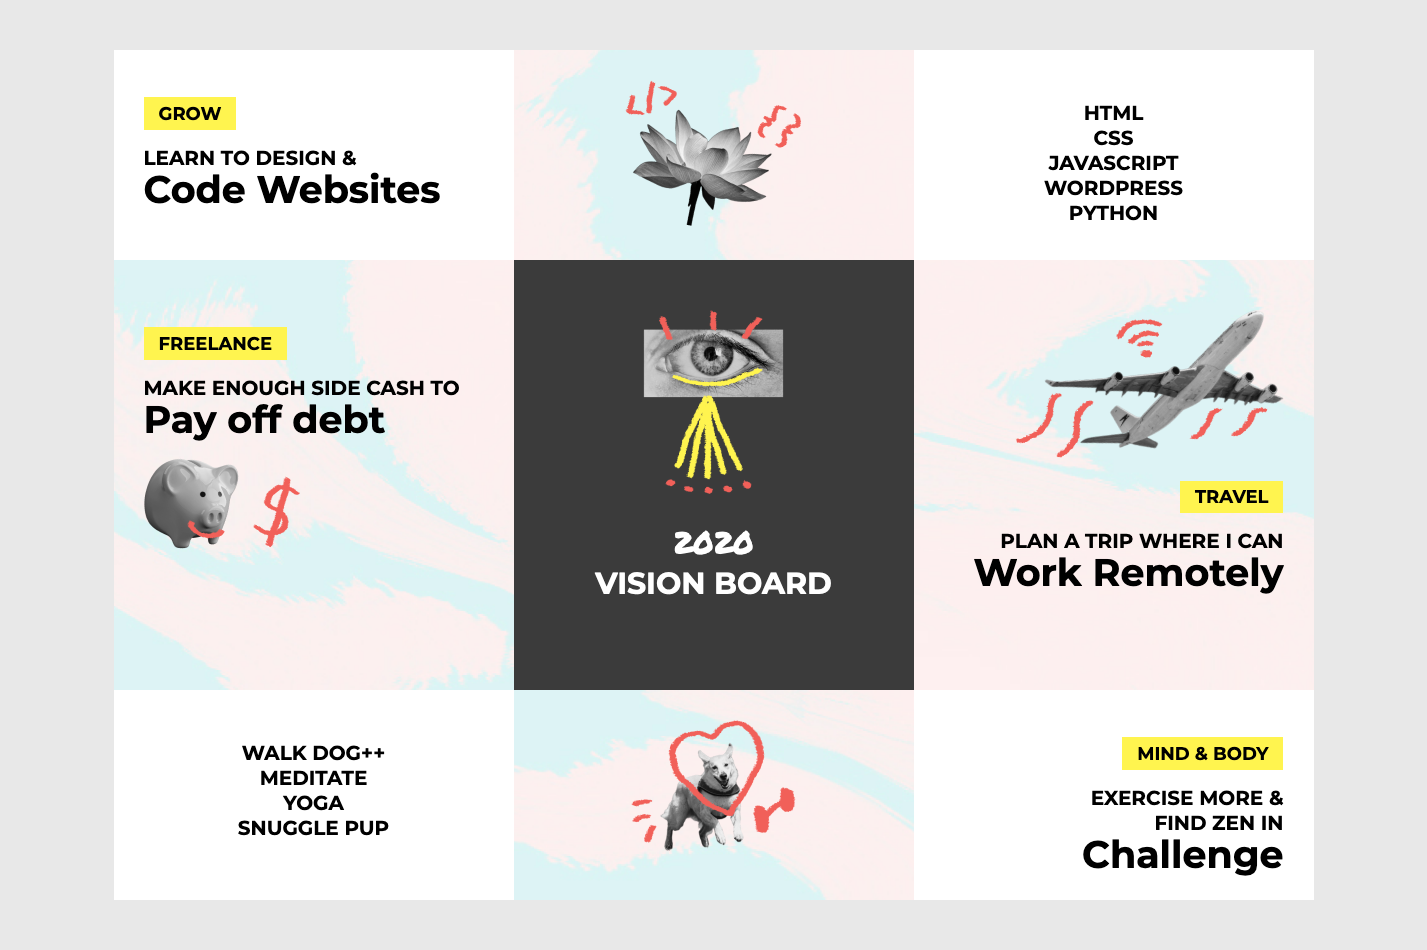 GROW
LEARN TO DESIGN &
Code Websites
</>
{ }
HTML
CSS
JAVASCRIPT
WORDPRESS
PYTHON
FREELANCE
MAKE ENOUGH SIDE CASH TO
Pay off debt
$
2020
VISION BOARD
TRAVEL
PLAN A TRIP WHERE I CAN
Work Remotely
WALK DOG++
MEDITATE
YOGA
SNUGGLE PUP
MIND & BODY
EXERCISE MORE &
FIND ZEN IN
Challenge